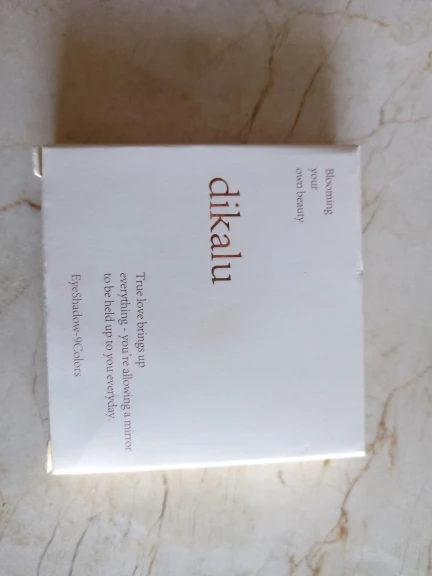 Blooming
your
own beauty
dikalu
True love brings up
everything - you're allowing a mirror
to be held up to you everyday.
EyeShadow-9Colors